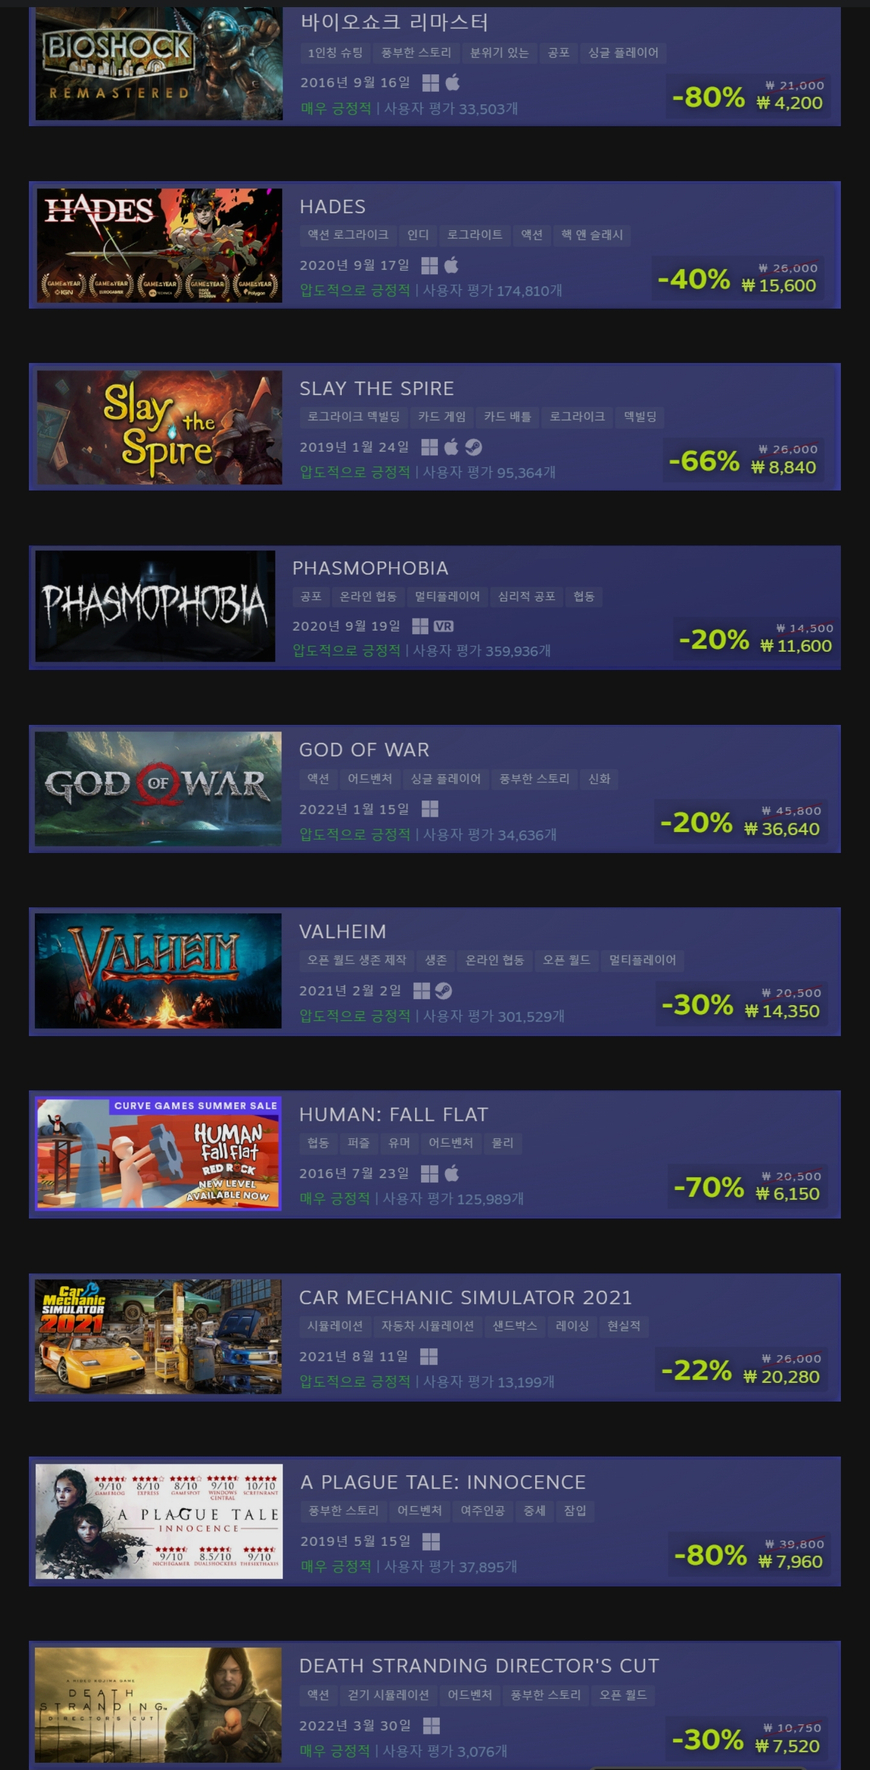 BIOSHOCK
REMASTERED
바이오쇼크 리마스터
1인칭 슈팅 풍부한 스토리 분위기 있는 공포 싱글 플레이어
2016년 9월 16일
매우 긍정적 | 사용자 평가 33,503개
-80% ₩ 21,000
₩ 4,200
HADES
HADES
액션 로그라이크 인디 로그라이트 액션 핵 앤 슬래시
2020년 9월 17일
압도적으로 긍정적 | 사용자 평가 174,810개
-40% ₩ 26,000
₩ 15,600
Slay the Spire
SLAY THE SPIRE
로그라이크 덱빌딩 카드 게임 카드 배틀 로그라이크 덱빌딩
2019년 1월 24일
압도적으로 긍정적 | 사용자 평가 95,364개
-66% ₩ 26,000
₩ 8,840
PHASMOPHOBIA
PHASMOPHOBIA
공포 온라인 협동 멀티플레이어 심리적 공포 협동
2020년 9월 19일 VR
압도적으로 긍정적 | 사용자 평가 359,936개
-20% ₩ 14,500
₩ 11,600
GOD OF WAR
GOD OF WAR
액션 어드벤처 싱글 플레이어 풍부한 스토리 신화
2022년 1월 15일
압도적으로 긍정적 | 사용자 평가 34,636개
-20% ₩ 45,800
₩ 36,640
VALHEIM
VALHEIM
오픈 월드 생존 제작 생존 온라인 협동 오픈 월드 멀티플레이어
2021년 2월 2일
압도적으로 긍정적 | 사용자 평가 301,529개
-30% ₩ 20,500
₩ 14,350
CURVE GAMES SUMMER SALE
HUMAN
fall flat
RED ROCK
NEW LEVEL
AVAILABLE NOW
HUMAN: FALL FLAT
협동 퍼즐 유머 어드벤처 물리
2016년 7월 23일
매우 긍정적 | 사용자 평가 125,989개
-70% ₩ 20,500
₩ 6,150
Car
Mechanic
SIMULATOR
2021
CAR MECHANIC SIMULATOR 2021
시뮬레이션 자동차 시뮬레이션 샌드박스 레이싱 현실적
2021년 8월 11일
압도적으로 긍정적 | 사용자 평가 13,199개
-22% ₩ 26,000
₩ 20,280
9/10 8/10 8/10 9/10 10/10
GAMEBLOG EXPRESS GAMESPOT WINDOWS CENTRAL SCREENRANT
A PLAGUE TALE
INNOCENCE
9/10 8.5/10 9/10
A PLAGUE TALE: INNOCENCE
풍부한 스토리 어드벤처 여주인공 중세 잠입
2019년 5월 15일
매우 긍정적 | 사용자 평가 37,895개
-80% ₩ 39,800
₩ 7,960
A HIDEO KOJIMA GAME
DEATH
STRANDING
DIRECTOR'S CUT
DEATH STRANDING DIRECTOR'S CUT
액션 걷기 시뮬레이션 어드벤처 풍부한 스토리 오픈 월드
2022년 3월 30일
매우 긍정적 | 사용자 평가 3,076개
-30% ₩ 10,750
₩ 7,520